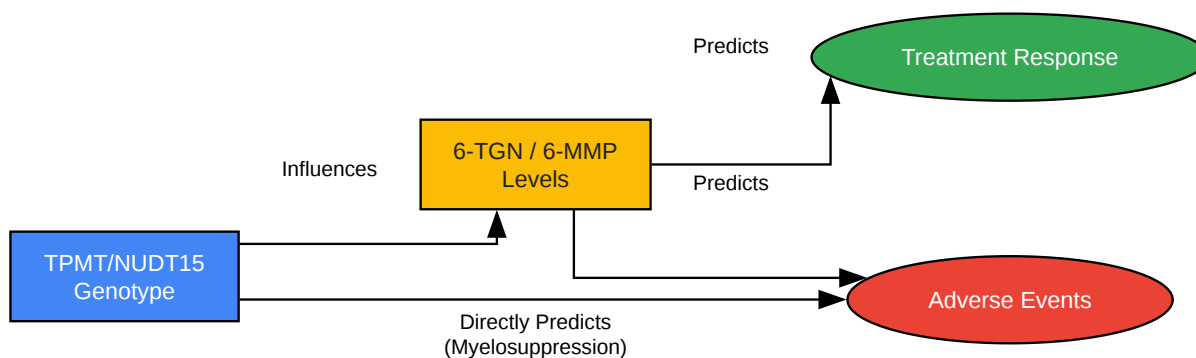 Predicts
Treatment Response
6-TGN / 6-MMP
Levels
Influences
Predicts
TPMT/NUDT15
Genotype
Adverse Events
Directly Predicts
(Myelosuppression)